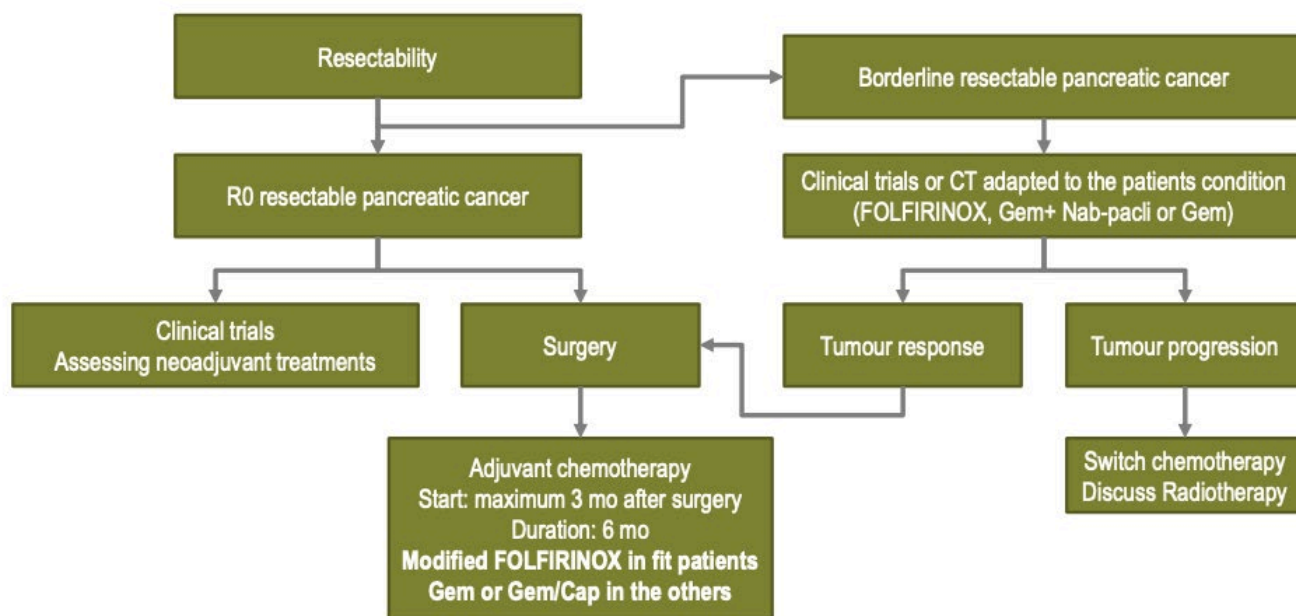 Resectability
Borderline resectable pancreatic cancer
R0 resectable pancreatic cancer
Clinical trials or CT adapted to the patients condition
(FOLFIRINOX, Gem+ Nab-pacli or Gem)
Clinical trials
Assessing neoadjuvant treatments
Surgery
Tumour response
Tumour progression
Adjuvant chemotherapy
Start: maximum 3 mo after surgery
Duration: 6 mo
Modified FOLFIRINOX in fit patients
Gem or Gem/Cap in the others
Switch chemotherapy
Discuss Radiotherapy